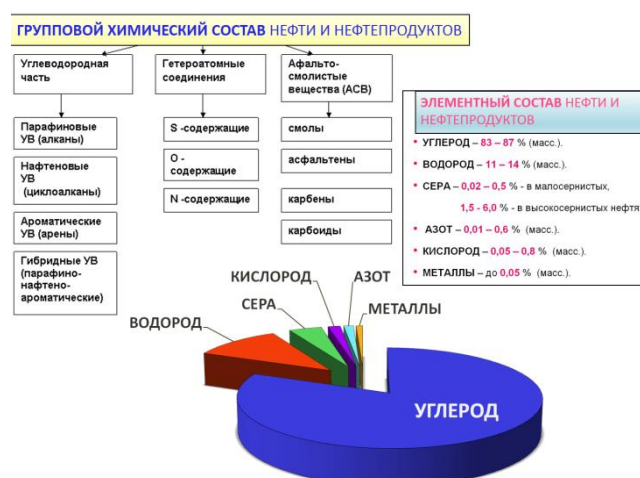 ГРУППОВОЙ ХИМИЧЕСКИЙ СОСТАВ НЕФТИ И НЕФТЕПРОДУКТОВ
Углеводородная
часть
Гетероатомные
соединения
Афальто-
смолистые
вещества (АСВ)
Парафиновые
УВ (алканы)
Нафтеновые
УВ
(циклоалканы)
Ароматические
УВ (арены)
Гибридные УВ
(парафино-
нафтено-
ароматические)
S -содержащие
О -
содержащие
N -содержащие
смолы
асфальтены
карбены
карбоиды
ЭЛЕМЕНТНЫЙ СОСТАВ НЕФТИ И
НЕФТЕПРОДУКТОВ
• УГЛЕРОД – 83 – 87 % (масс.).
• ВОДОРОД – 11 – 14 % (масс.).
• СЕРА – 0,02 – 0,5 % - в малосернистых,
1,5 - 6,0 % - в высокосернистых нефтя
• АЗОТ – 0,01 – 0,6 % (масс.).
• КИСЛОРОД – 0,05 – 0,8 % (масс.).
• МЕТАЛЛЫ – до 0,05 % (масс.).
КИСЛОРОД
АЗОТ
СЕРА
МЕТАЛЛЫ
ВОДОРОД
УГЛЕРОД